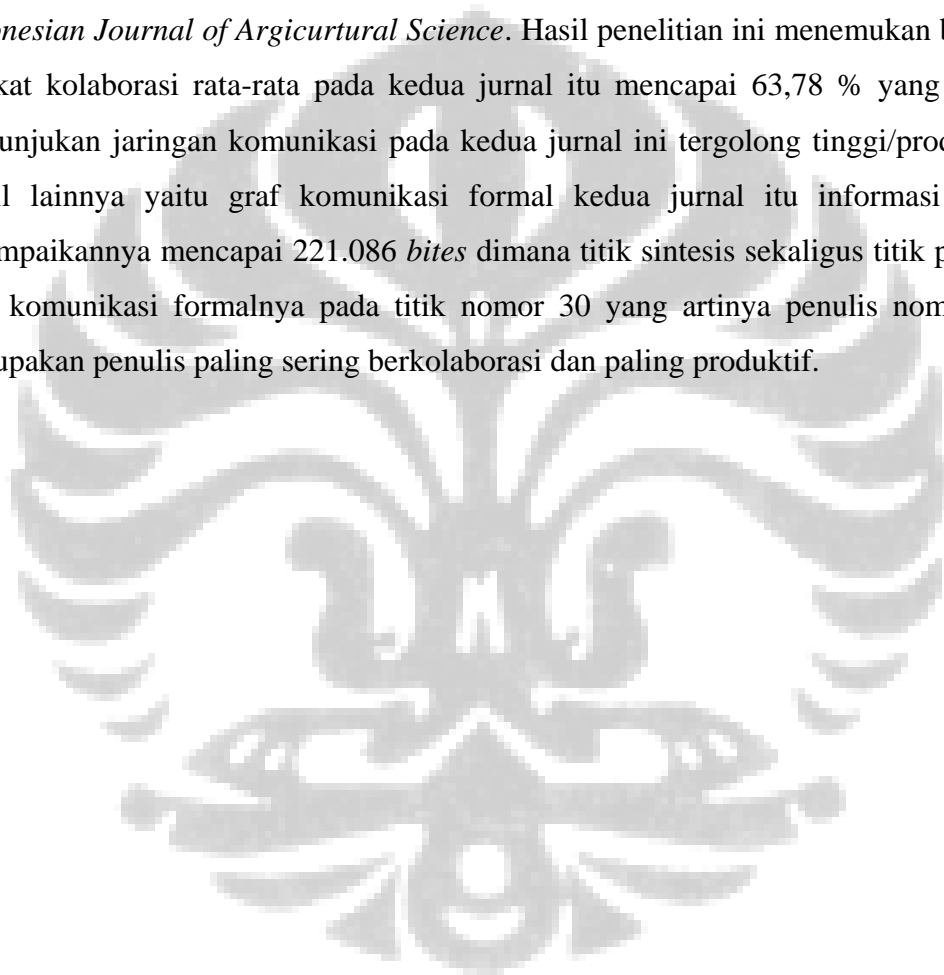 onesian Journal of Argicurtural Science. Hasil penelitian ini menemukan b
kat kolaborasi rata-rata pada kedua jurnal itu mencapai 63,78 % yang
unjukan jaringan komunikasi pada kedua jurnal ini tergolong tinggi/prod
l lainnya yaitu graf komunikasi formal kedua jurnal itu informasi
mpaikannya mencapai 221.086 bites dimana titik sintesis sekaligus titik p
komunikasi formalnya pada titik nomor 30 yang artinya penulis nom
upakan penulis paling sering berkolaborasi dan paling produktif.